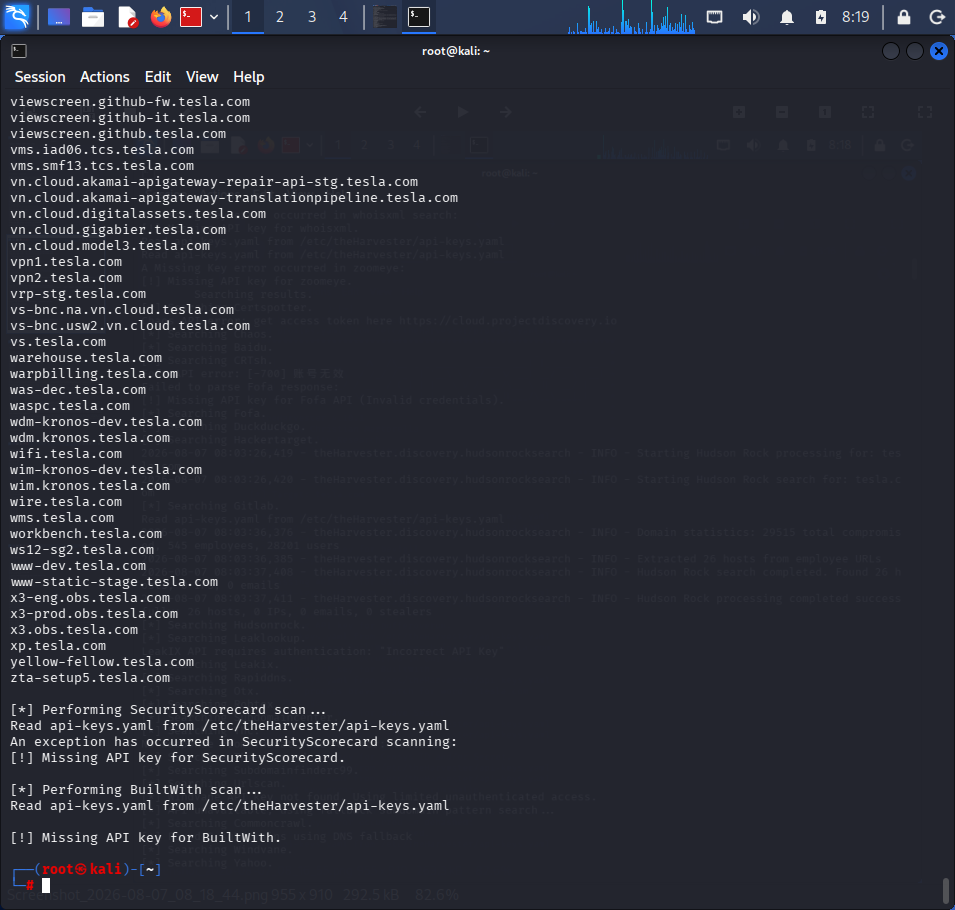 1 2 3 4 8:19
root@kali: ~
Session Actions Edit View Help
viewscreen.github-fw.tesla.com
viewscreen.github-it.tesla.com
viewscreen.github.tesla.com
vms.iad06.tcs.tesla.com
vms.smf13.tcs.tesla.com
vn.cloud.akamai-apigateway-repair-api-stg.tesla.com
vn.cloud.akamai-apigateway-translationpipeline.tesla.com
vn.cloud.digitalassets.tesla.com
vn.cloud.gigabier.tesla.com
vn.cloud.model3.tesla.com
vpn1.tesla.com
vpn2.tesla.com
vrp-stg.tesla.com
vs-bnc.na.vn.cloud.tesla.com
vs-bnc.usw2.vn.cloud.tesla.com
vs.tesla.com
warehouse.tesla.com
warpbilling.tesla.com
was-dec.tesla.com
waspc.tesla.com
wdm-kronos-dev.tesla.com
wdm.kronos.tesla.com
wifi.tesla.com
wim-kronos-dev.tesla.com
wim.kronos.tesla.com
wire.tesla.com
wms.tesla.com
workbench.tesla.com
ws12-sg2.tesla.com
www-dev.tesla.com
www-static-stage.tesla.com
x3-eng.obs.tesla.com
x3-prod.obs.tesla.com
x3.obs.tesla.com
xp.tesla.com
yellow-fellow.tesla.com
zta-setup5.tesla.com
[*] Performing SecurityScorecard scan...
Read api-keys.yaml from /etc/theHarvester/api-keys.yaml
An exception has occurred in SecurityScorecard scanning:
[!] Missing API key for SecurityScorecard.
[*] Performing BuiltWith scan...
Read api-keys.yaml from /etc/theHarvester/api-keys.yaml
[!] Missing API key for BuiltWith.
┌──(root㉿kali)-[~]
└─#
Screenshot_2026-08-07_08_18_44.png 955 x 910 292.5 kB 82.6%